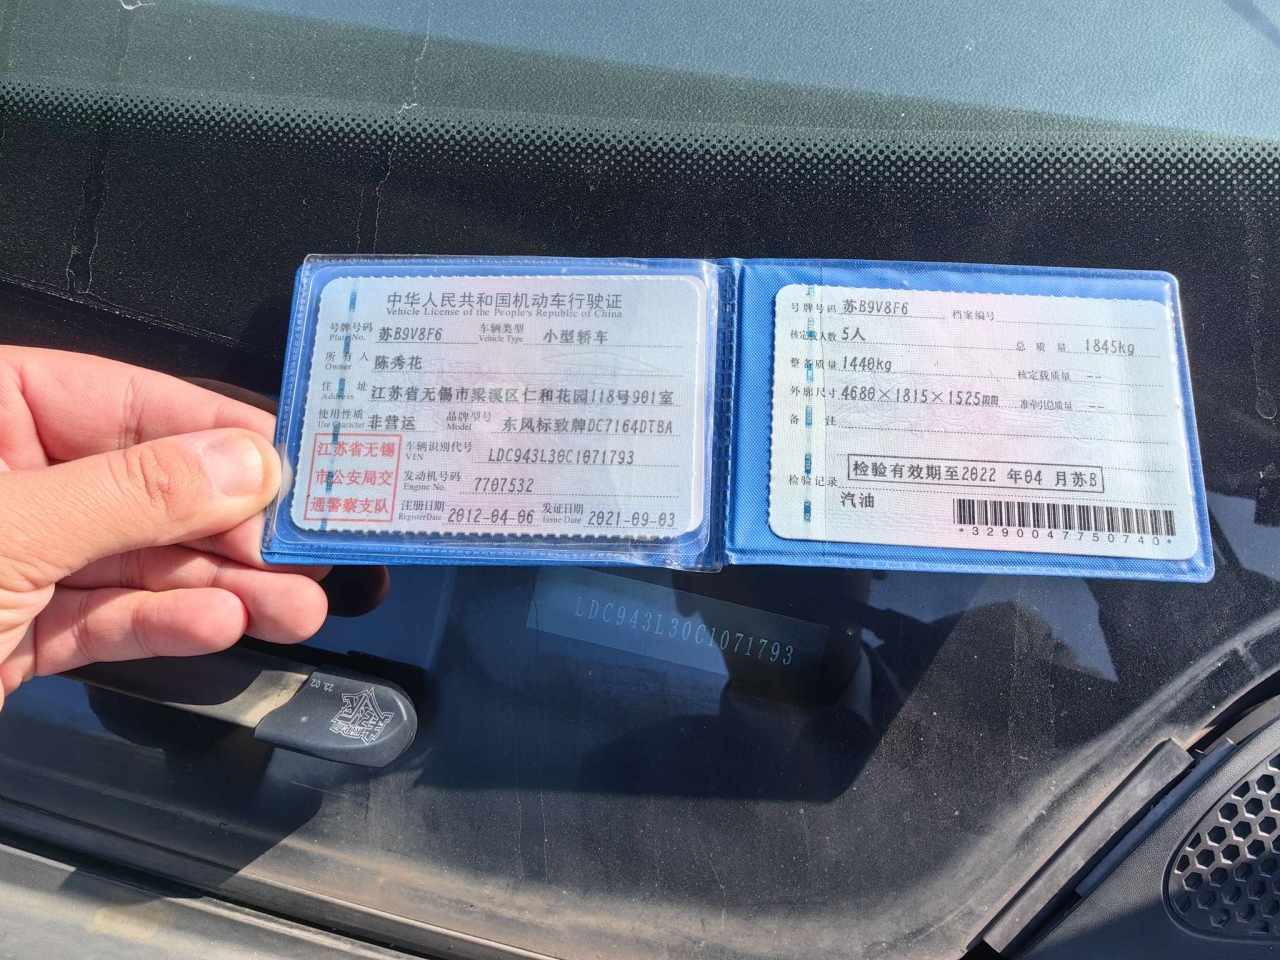 中华人民共和国机动车行驶证
Vehicle License of the People's Republic of China
号牌号码 苏B9V8F6 车辆类型 小型轿车
Plate No. Vehicle Type
所有人 陈秀花
Owner
住址 江苏省无锡市梁溪区仁和花园118号901室
Address
使用性质 非营运 品牌型号 东风标致牌DC7164DTBA
Use Character Model
江苏省无锡
市公安局交
通警察支队
车辆识别代号 LDC943L30C1071793
VIN
发动机号码 7707532
Engine No.
注册日期 2012-04-06 发证日期 2021-09-03
Register Date Issue Date
号牌号码 苏B9V8F6 档案编号
核定载人数 5人 总质量 1845kg
整备质量 1440kg 核定载质量 --
外廓尺寸 4680×1815×1525mm 准牵引总质量 --
备注
检验记录 检验有效期至2022 年04 月苏B
汽油
*3290047750740*
LDC943L30C1071793
23.02